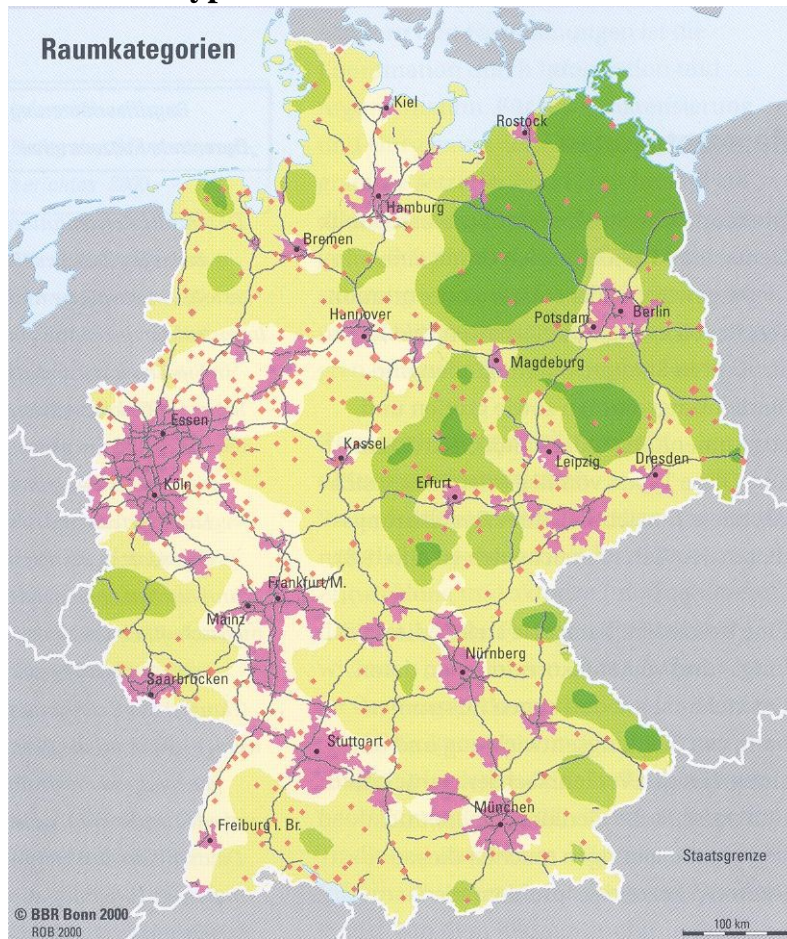 Raumkategorien
Kiel
Rostock
Hamburg
Bremen
Hannover
Potsdam
Berlin
Magdeburg
Essen
Kassel
Leipzig
Dresden
Köln
Erfurt
Frankfurt/M.
Mainz
Nürnberg
Saarbrücken
Stuttgart
München
Freiburg i. Br.
Staatsgrenze
© BBR Bonn 2000
ROB 2000
100 km